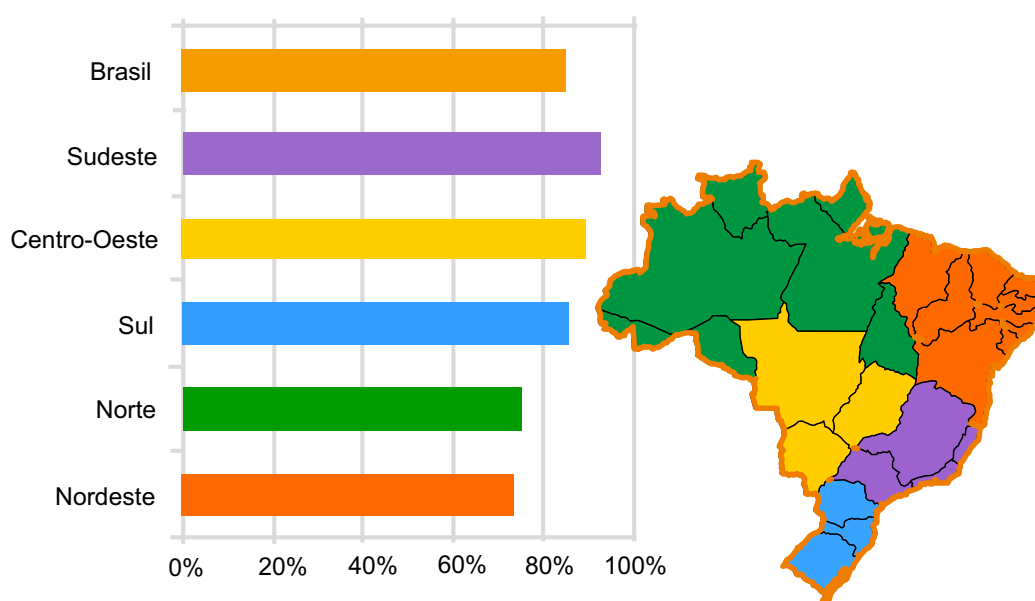 Brasil
Sudeste
Centro-Oeste
Sul
Norte
Nordeste
0% 20% 40% 60% 80% 100%